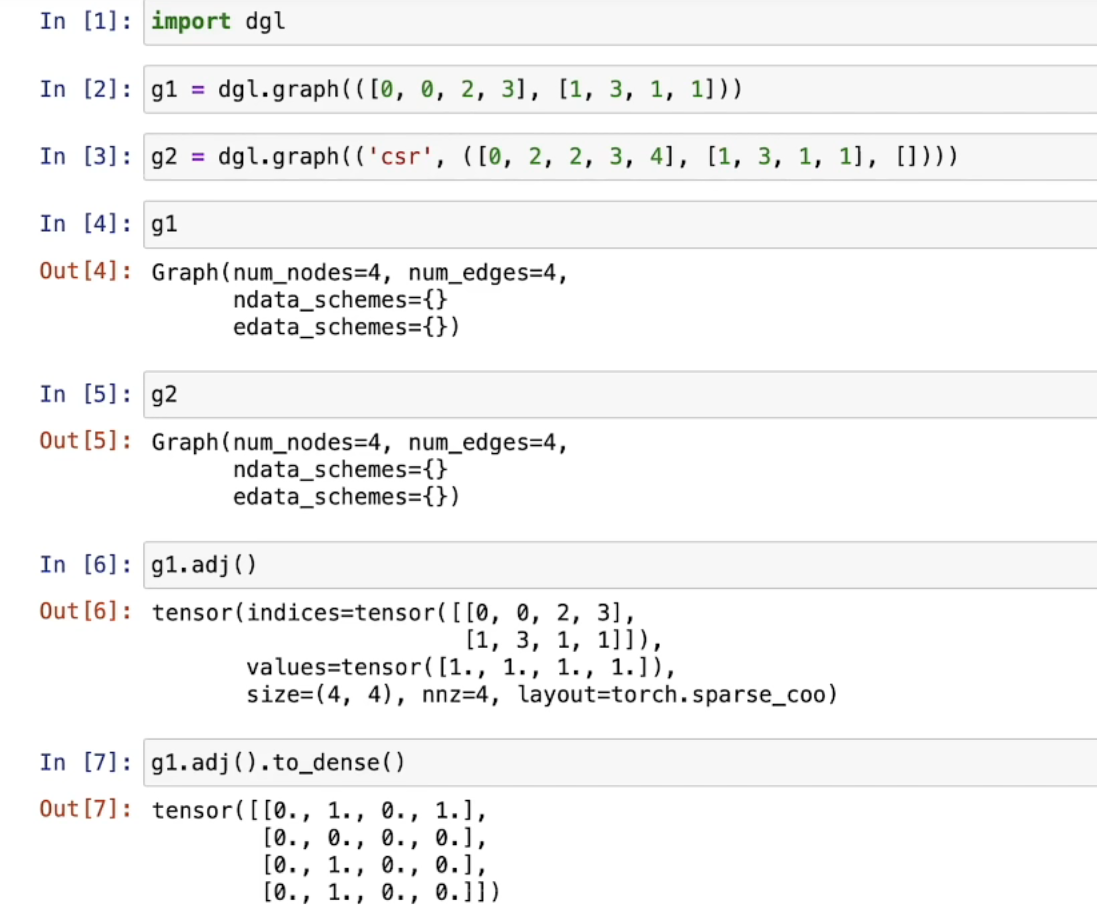 In [1]: import dgl
In [2]: g1 = dgl.graph(([0, 0, 2, 3], [1, 3, 1, 1]))
In [3]: g2 = dgl.graph(('csr', ([0, 2, 2, 3, 4], [1, 3, 1, 1], [])))
In [4]: g1
Out[4]: Graph(num_nodes=4, num_edges=4,
ndata_schemes={}
edata_schemes={})
In [5]: g2
Out[5]: Graph(num_nodes=4, num_edges=4,
ndata_schemes={}
edata_schemes={})
In [6]: g1.adj()
Out[6]: tensor(indices=tensor([[0, 0, 2, 3],
[1, 3, 1, 1]]),
values=tensor([1., 1., 1., 1.]),
size=(4, 4), nnz=4, layout=torch.sparse_coo)
In [7]: g1.adj().to_dense()
Out[7]: tensor([[0., 1., 0., 1.],
[0., 0., 0., 0.],
[0., 1., 0., 0.],
[0., 1., 0., 0.]])